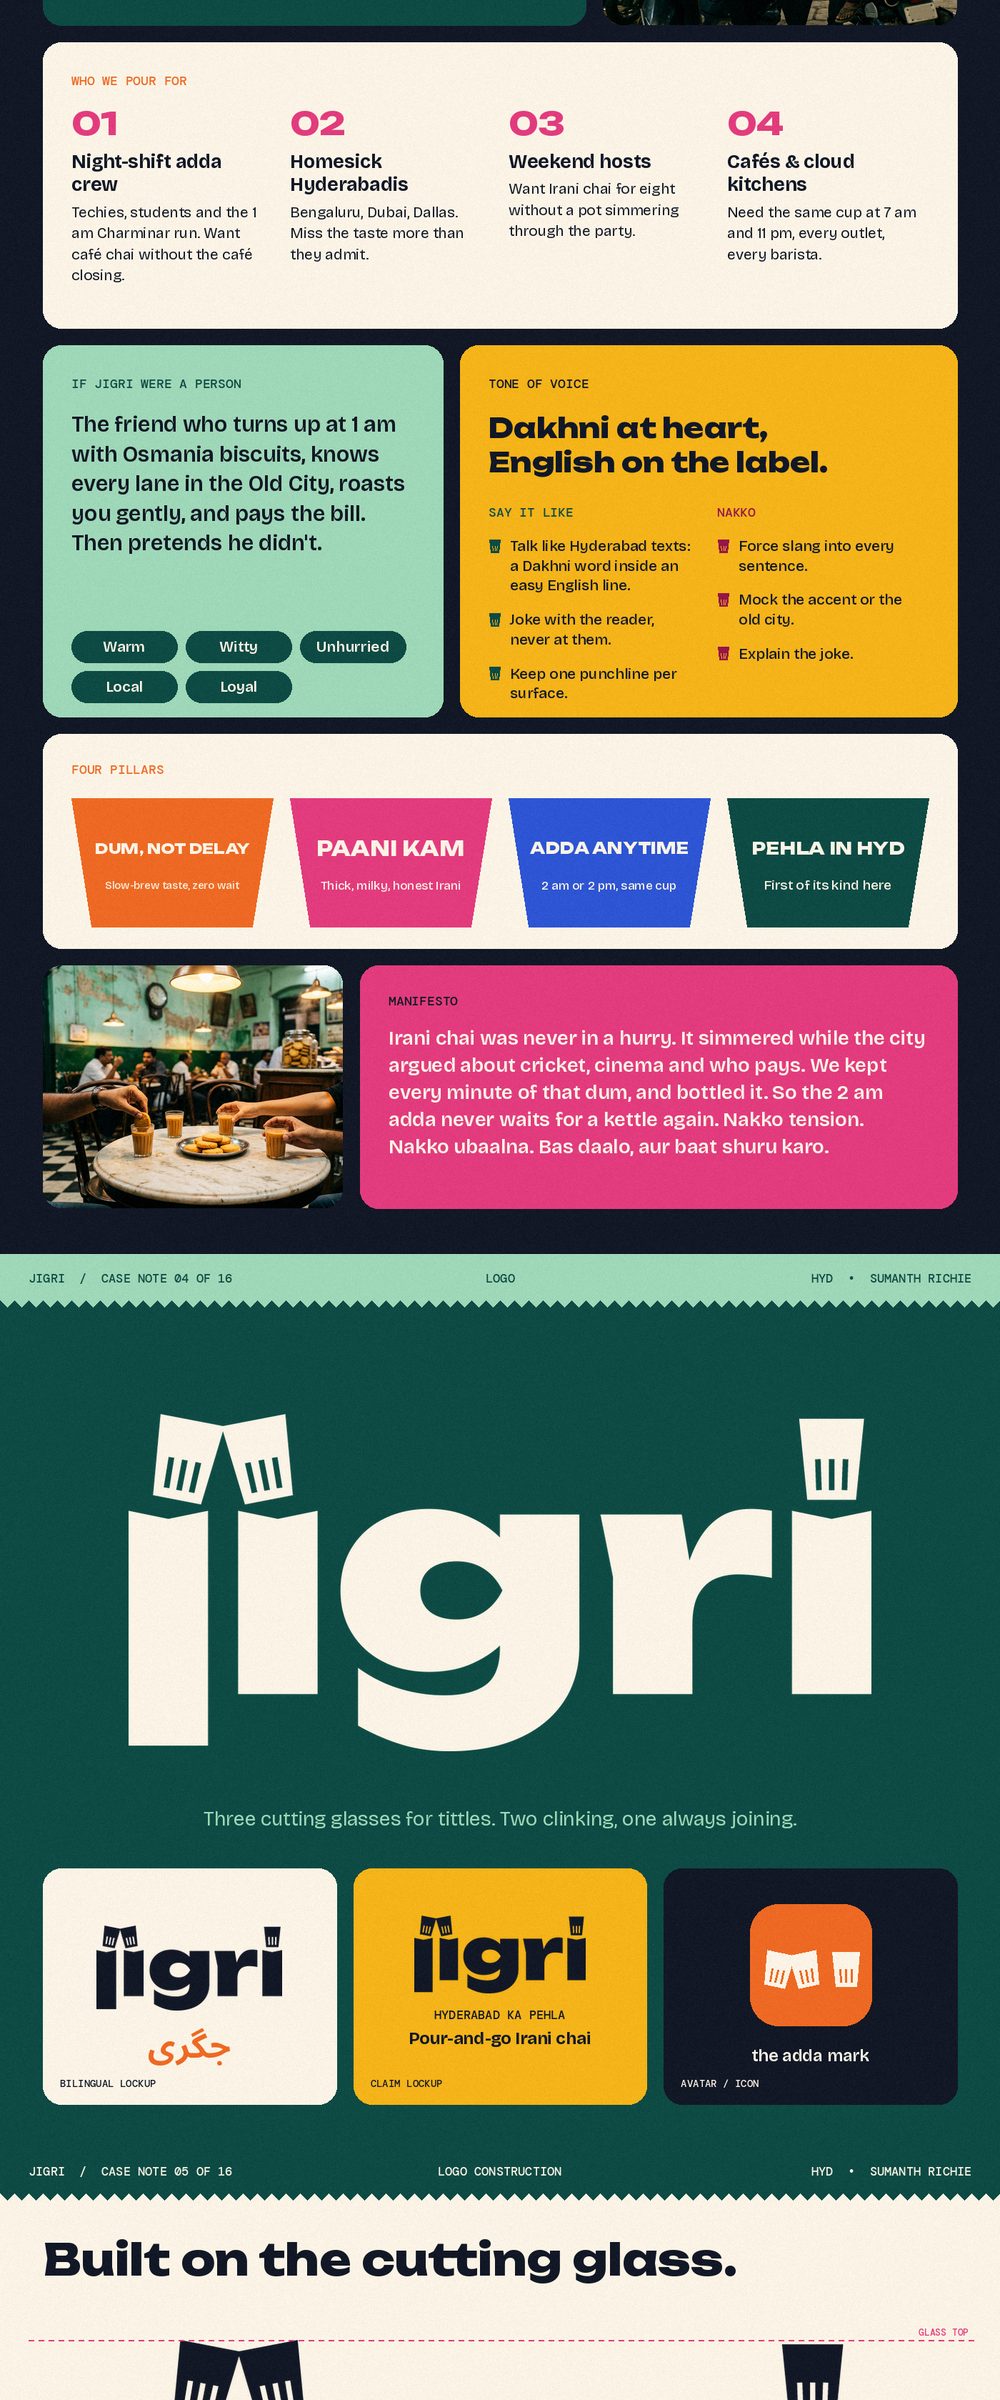 WHO WE POUR FOR
01
Night-shift adda
crew
Techies, students and the 1
am Charminar run. Want
café chai without the café
closing.
02
Homesick
Hyderabadis
Bengaluru, Dubai, Dallas.
Miss the taste more than
they admit.
03
Weekend hosts
Want Irani chai for eight
without a pot simmering
through the party.
04
Cafés & cloud
kitchens
Need the same cup at 7 am
and 11 pm, every outlet,
every barista.
IF JIGRI WERE A PERSON
The friend who turns up at 1 am
with Osmania biscuits, knows
every lane in the Old City, roasts
you gently, and pays the bill.
Then pretends he didn't.
Warm
Witty
Unhurried
Local
Loyal
TONE OF VOICE
Dakhni at heart,
English on the label.
SAY IT LIKE
Talk like Hyderabad texts:
a Dakhni word inside an
easy English line.
Joke with the reader,
never at them.
Keep one punchline per
surface.
NAKKO
Force slang into every
sentence.
Mock the accent or the
old city.
Explain the joke.
FOUR PILLARS
DUM, NOT DELAY
Slow-brew taste, zero wait
PAANI KAM
Thick, milky, honest Irani
ADDA ANYTIME
2 am or 2 pm, same cup
PEHLA IN HYD
First of its kind here
MANIFESTO
Irani chai was never in a hurry. It simmered while the city
argued about cricket, cinema and who pays. We kept
every minute of that dum, and bottled it. So the 2 am
adda never waits for a kettle again. Nakko tension.
Nakko ubaalna. Bas daalo, aur baat shuru karo.
JIGRI / CASE NOTE 04 OF 16
LOGO
HYD • SUMANTH RICHIE
jigri
Three cutting glasses for tittles. Two clinking, one always joining.
jigri
جگری
BILINGUAL LOCKUP
jigri
HYDERABAD KA PEHLA
Pour-and-go Irani chai
CLAIM LOCKUP
the adda mark
AVATAR / ICON
JIGRI / CASE NOTE 05 OF 16
LOGO CONSTRUCTION
HYD • SUMANTH RICHIE
Built on the cutting glass.
GLASS TOP